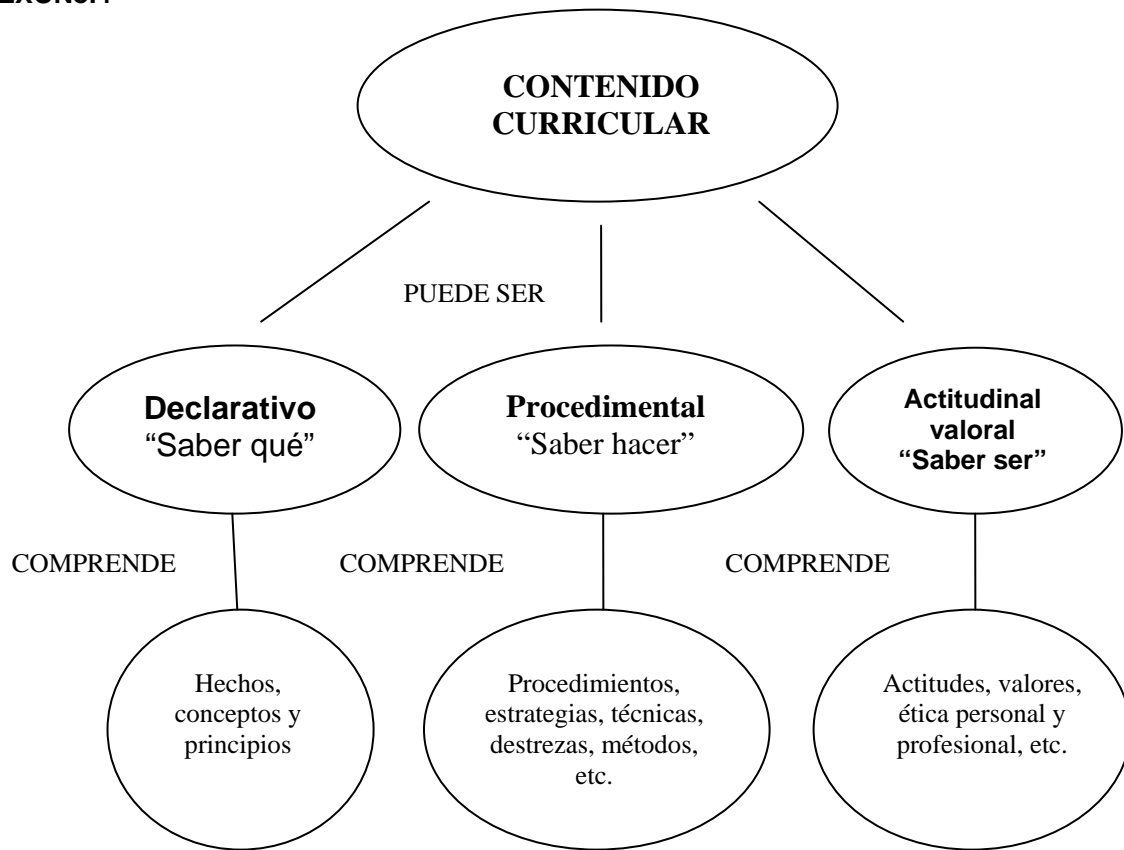 CONTENIDO
CURRICULAR
PUEDE SER
Declarativo
“Saber qué”
Procedimental
“Saber hacer”
Actitudinal
valoral
“Saber ser”
COMPRENDE
COMPRENDE
COMPRENDE
Hechos,
conceptos y
principios
Procedimientos,
estrategias, técnicas,
destrezas, métodos,
etc.
Actitudes, valores,
ética personal y
profesional, etc.